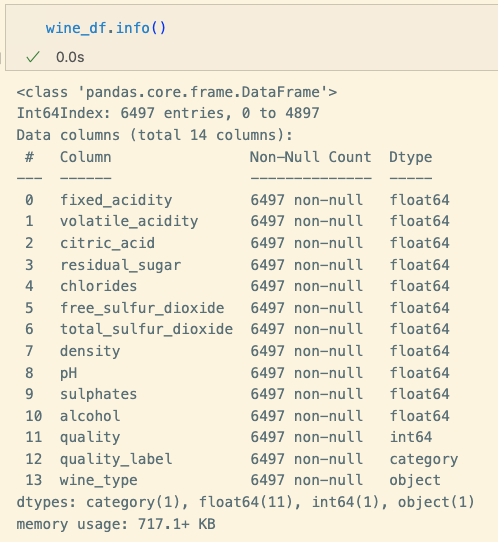 wine_df.info()
0.0s
<class 'pandas.core.frame.DataFrame'>
Int64Index: 6497 entries, 0 to 4897
Data columns (total 14 columns):
 #   Column                Non-Null Count  Dtype
---  ------                --------------  -----
 0   fixed_acidity         6497 non-null   float64
 1   volatile_acidity      6497 non-null   float64
 2   citric_acid           6497 non-null   float64
 3   residual_sugar        6497 non-null   float64
 4   chlorides             6497 non-null   float64
 5   free_sulfur_dioxide   6497 non-null   float64
 6   total_sulfur_dioxide  6497 non-null   float64
 7   density               6497 non-null   float64
 8   pH                    6497 non-null   float64
 9   sulphates             6497 non-null   float64
 10  alcohol               6497 non-null   float64
 11  quality               6497 non-null   int64
 12  quality_label         6497 non-null   category
 13  wine_type             6497 non-null   object
dtypes: category(1), float64(11), int64(1), object(1)
memory usage: 717.1+ KB